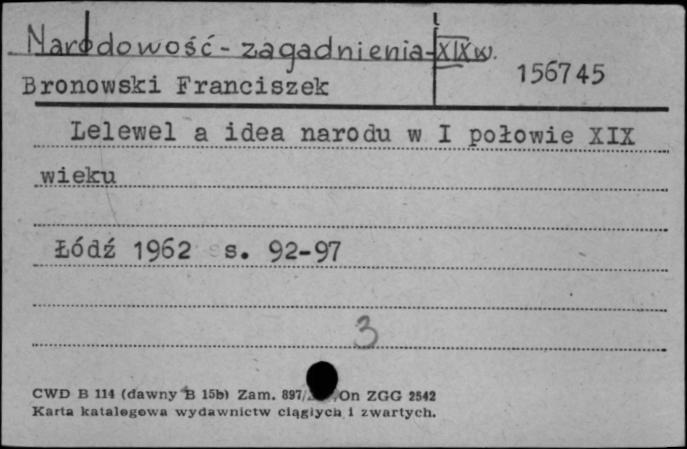 Narodowość - zagadnienia - XIX w.
156745
Bronowski Franciszek
Lelewel a idea narodu w I połowie XIX
wieku
Łódź 1962 s. 92-97
3
CWD B 114 (dawny B 15b) Zam. 897/ /On ZGG 2542
Karta katalogowa wydawnictw ciągłych i zwartych.